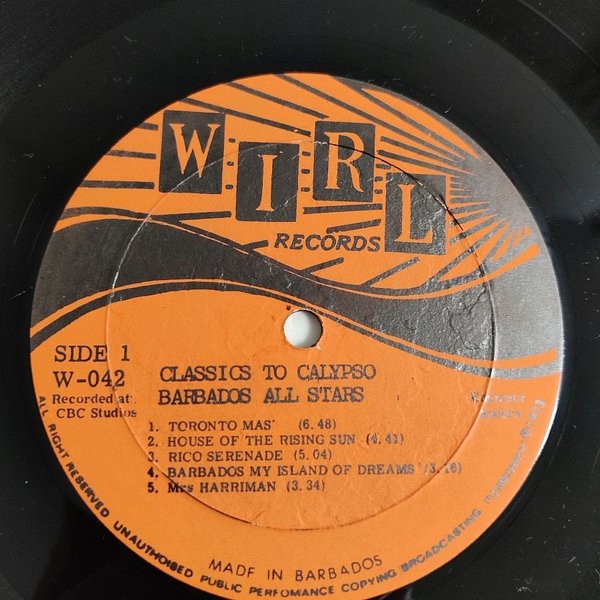 WIRL
RECORDS
SIDE 1
W-042
Recorded at:
CBC Studios
CLASSICS TO CALYPSO
BARBADOS ALL STARS
1. TORONTO MAS' (6.48)
2. HOUSE OF THE RISING SUN (4.41)
3. RICO SERENADE (5.04)
4. BARBADOS MY ISLAND OF DREAMS' (3.16)
5. Mrs HARRIMAN (3.34)
MADE IN BARBADOS
ALL RIGHT RESERVED UNAUTHOISED PUBLIC PERFOMANCE COPYING BROADCASTING